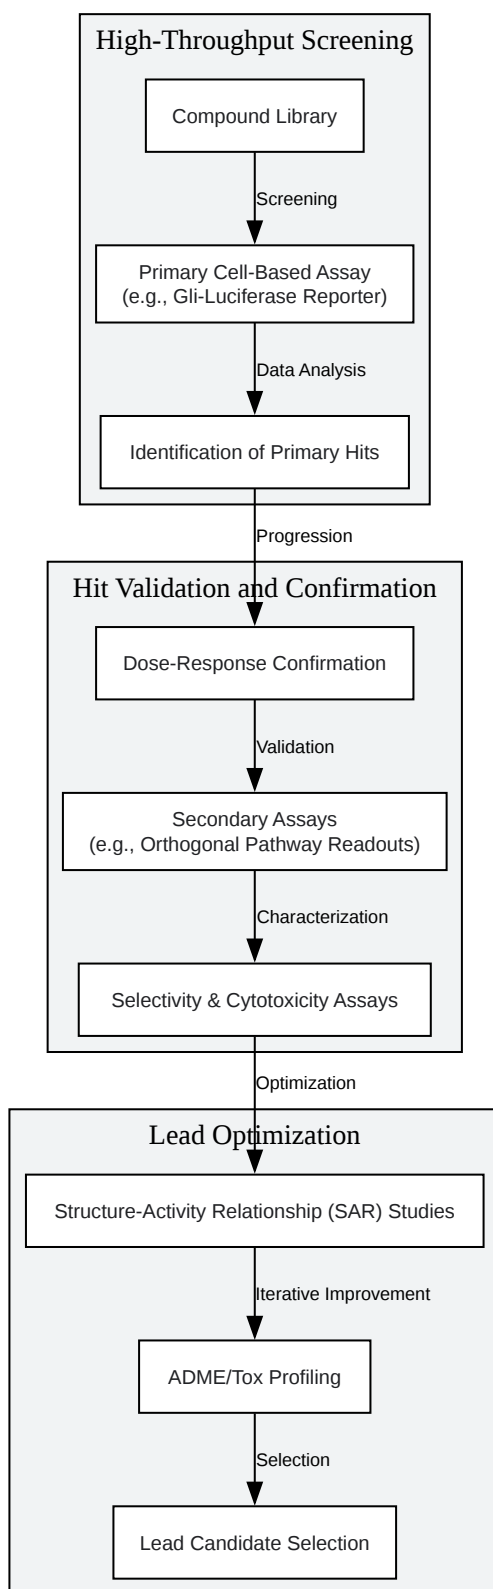 High-Throughput Screening
Compound Library
Screening
Primary Cell-Based Assay
(e.g., Gli-Luciferase Reporter)
Data Analysis
Identification of Primary Hits
Progression
Hit Validation and Confirmation
Dose-Response Confirmation
Validation
Secondary Assays
(e.g., Orthogonal Pathway Readouts)
Characterization
Selectivity & Cytotoxicity Assays
Optimization
Lead Optimization
Structure-Activity Relationship (SAR) Studies
Iterative Improvement
ADME/Tox Profiling
Selection
Lead Candidate Selection